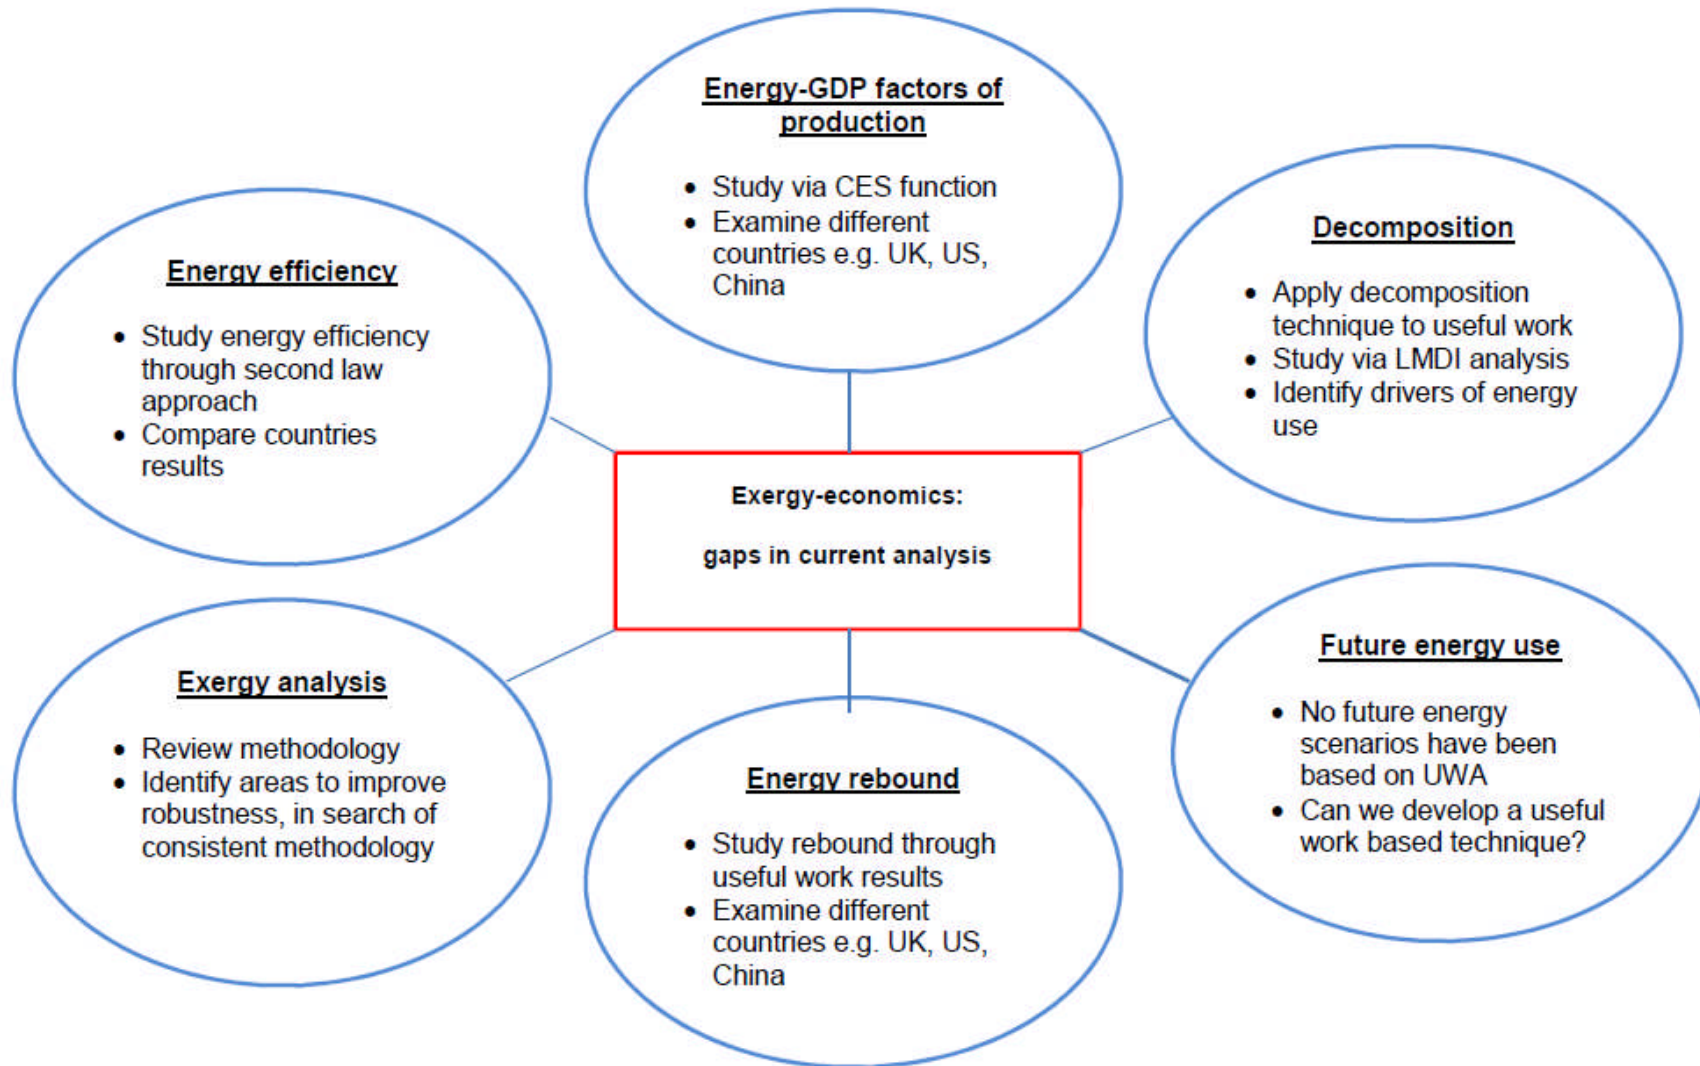 Energy-GDP factors of
production
• Study via CES function
• Examine different
countries e.g. UK, US,
China
Decomposition
• Apply decomposition
technique to useful work
• Study via LMDI analysis
• Identify drivers of energy
use
Energy efficiency
• Study energy efficiency
through second law
approach
• Compare countries
results
Exergy-economics:
gaps in current analysis
Future energy use
• No future energy
scenarios have been
based on UWA
• Can we develop a useful
work based technique?
Exergy analysis
• Review methodology
• Identify areas to improve
robustness, in search of
consistent methodology
Energy rebound
• Study rebound through
useful work results
• Examine different
countries e.g. UK, US,
China